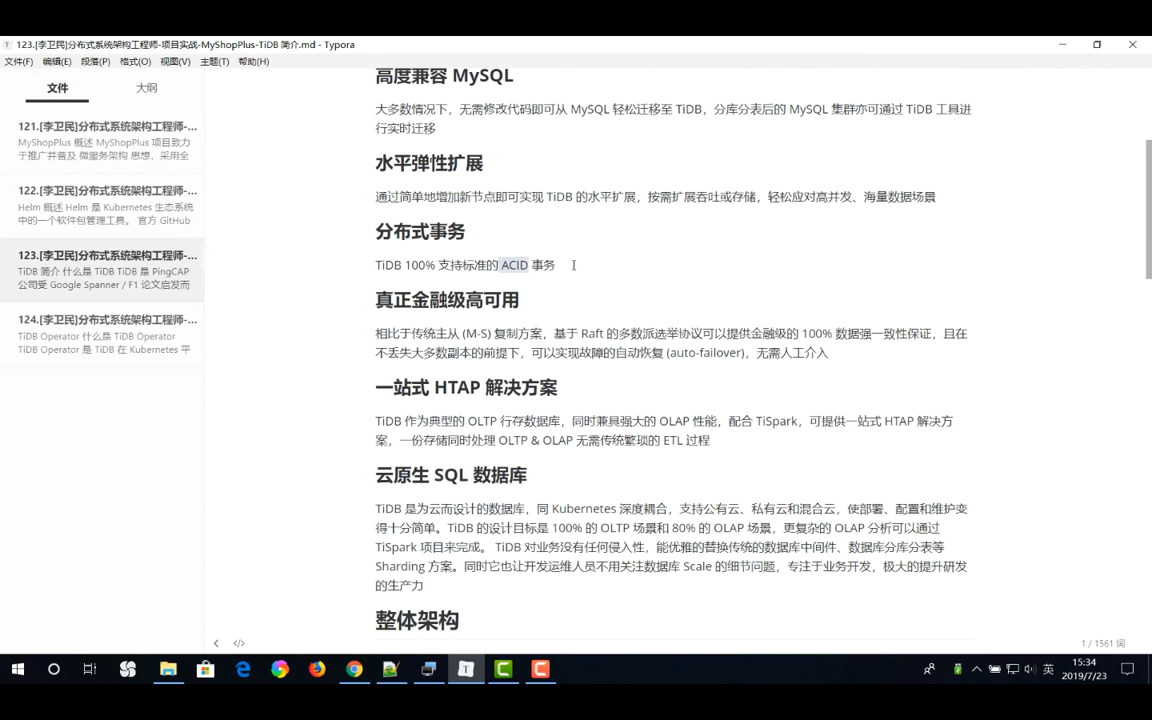 123.[李卫民]分布式系统架构工程师-项目实战-MyShopPlus-TiDB 简介.md - Typora
文件(F) 编辑(E) 段落(P) 格式(O) 视图(V) 主题(T) 帮助(H)
文件 大纲
121.[李卫民]分布式系统架构工程师-...
MyShopPlus 概述 MyShopPlus 项目致力
于推广并普及 微服务架构 思想，采用全
122.[李卫民]分布式系统架构工程师-...
Helm 概述 Helm 是 Kubernetes 生态系统
中的一个软件包管理工具。 官方 GitHub
123.[李卫民]分布式系统架构工程师-...
TiDB 简介 什么是 TiDB TiDB 是 PingCAP
公司受 Google Spanner / F1 论文启发而
124.[李卫民]分布式系统架构工程师-...
TiDB Operator 什么是 TiDB Operator
TiDB Operator 是 TiDB 在 Kubernetes 平
高度兼容 MySQL
大多数情况下，无需修改代码即可从 MySQL 轻松迁移至 TiDB，分库分表后的 MySQL 集群亦可通过 TiDB 工具进
行实时迁移
水平弹性扩展
通过简单地增加新节点即可实现 TiDB 的水平扩展，按需扩展吞吐或存储，轻松应对高并发、海量数据场景
分布式事务
TiDB 100% 支持标准的 ACID 事务
真正金融级高可用
相比于传统主从 (M-S) 复制方案，基于 Raft 的多数派选举协议可以提供金融级的 100% 数据强一致性保证，且在
不丢失大多数副本的前提下，可以实现故障的自动恢复 (auto-failover)，无需人工介入
一站式 HTAP 解决方案
TiDB 作为典型的 OLTP 行存数据库，同时兼具强大的 OLAP 性能，配合 TiSpark，可提供一站式 HTAP 解决方
案，一份存储同时处理 OLTP & OLAP 无需传统繁琐的 ETL 过程
云原生 SQL 数据库
TiDB 是为云而设计的数据库，同 Kubernetes 深度耦合，支持公有云、私有云和混合云，使部署、配置和维护变
得十分简单。TiDB 的设计目标是 100% 的 OLTP 场景和 80% 的 OLAP 场景，更复杂的 OLAP 分析可以通过
TiSpark 项目来完成。 TiDB 对业务没有任何侵入性，能优雅的替换传统的数据库中间件、数据库分库分表等
Sharding 方案。同时它也让开发运维人员不用关注数据库 Scale 的细节问题，专注于业务开发，极大的提升研发
的生产力
整体架构
1 / 1561 词
英
15:34
2019/7/23